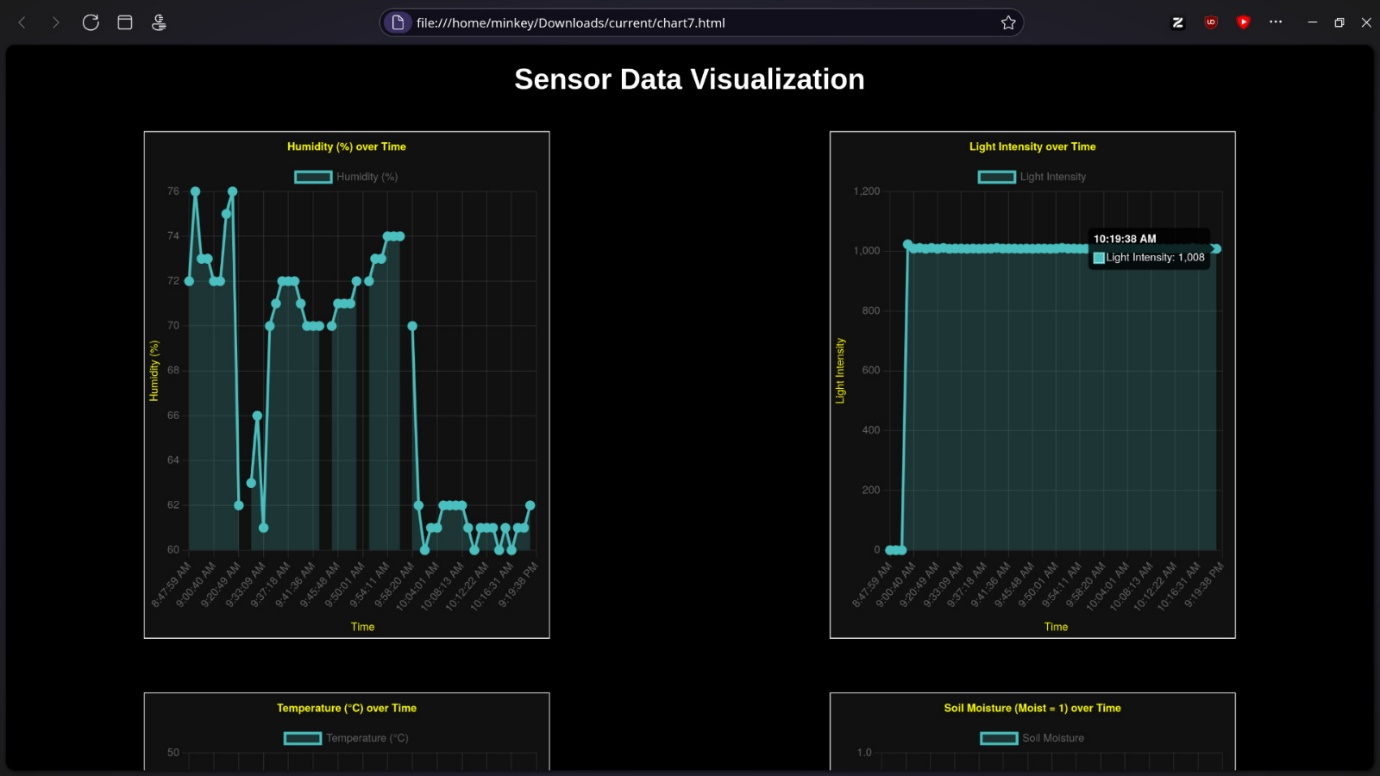 file:///home/minkey/Downloads/current/chart7.html
Sensor Data Visualization
Humidity (%) over Time
Humidity (%)
76
74
72
70
68
66
64
62
60
Humidity (%)
8:47:59 AM
9:00:40 AM
9:20:49 AM
9:33:09 AM
9:37:18 AM
9:41:36 AM
9:45:48 AM
9:50:01 AM
9:54:11 AM
9:58:20 AM
10:04:01 AM
10:08:13 AM
10:12:22 AM
10:16:31 AM
9:19:38 PM
Time
Light Intensity over Time
Light Intensity
1,200
1,000
800
600
400
200
0
Light Intensity
10:19:38 AM
Light Intensity: 1,008
8:47:59 AM
9:00:40 AM
9:20:49 AM
9:33:09 AM
9:37:18 AM
9:41:36 AM
9:45:48 AM
9:50:01 AM
9:54:11 AM
9:58:20 AM
10:04:01 AM
10:08:13 AM
10:12:22 AM
10:16:31 AM
9:19:38 PM
Time
Temperature (°C) over Time
Temperature (°C)
50
Soil Moisture (Moist = 1) over Time
Soil Moisture
1.0